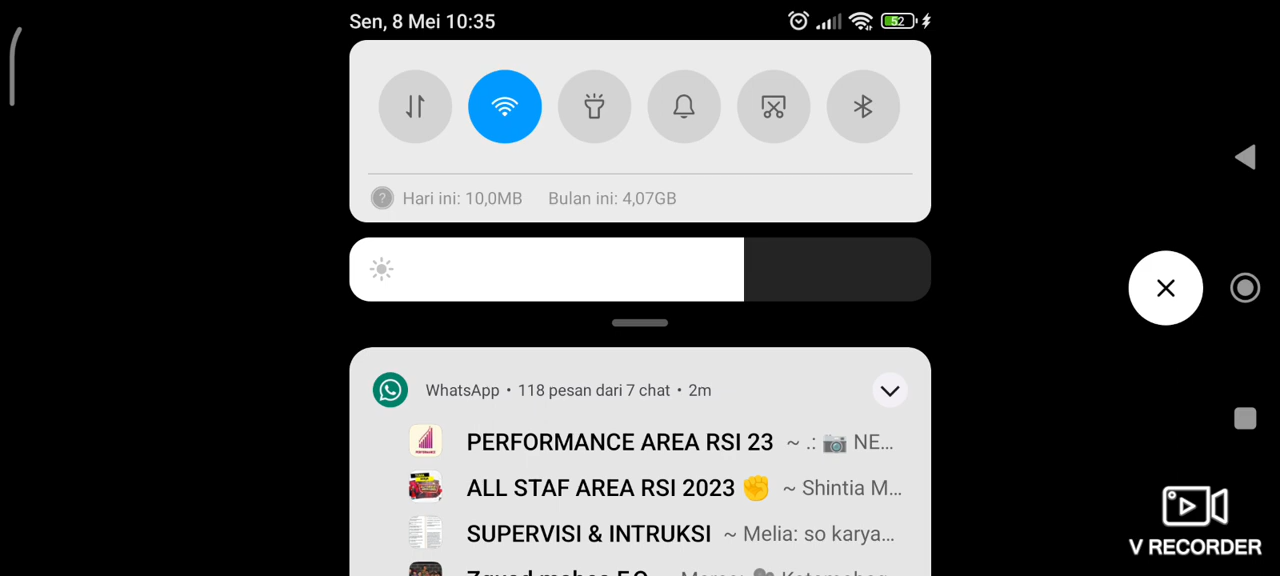 Sen, 8 Mei 10:35
52
Hari ini: 10,0MB Bulan ini: 4,07GB
WhatsApp • 118 pesan dari 7 chat • 2m
PERFORMANCE AREA RSI 23 ~ .: 📷 NE...
ALL STAF AREA RSI 2023 ✊ ~ Shintia M...
SUPERVISI & INTRUKSI ~ Melia: so karya...
V RECORDER